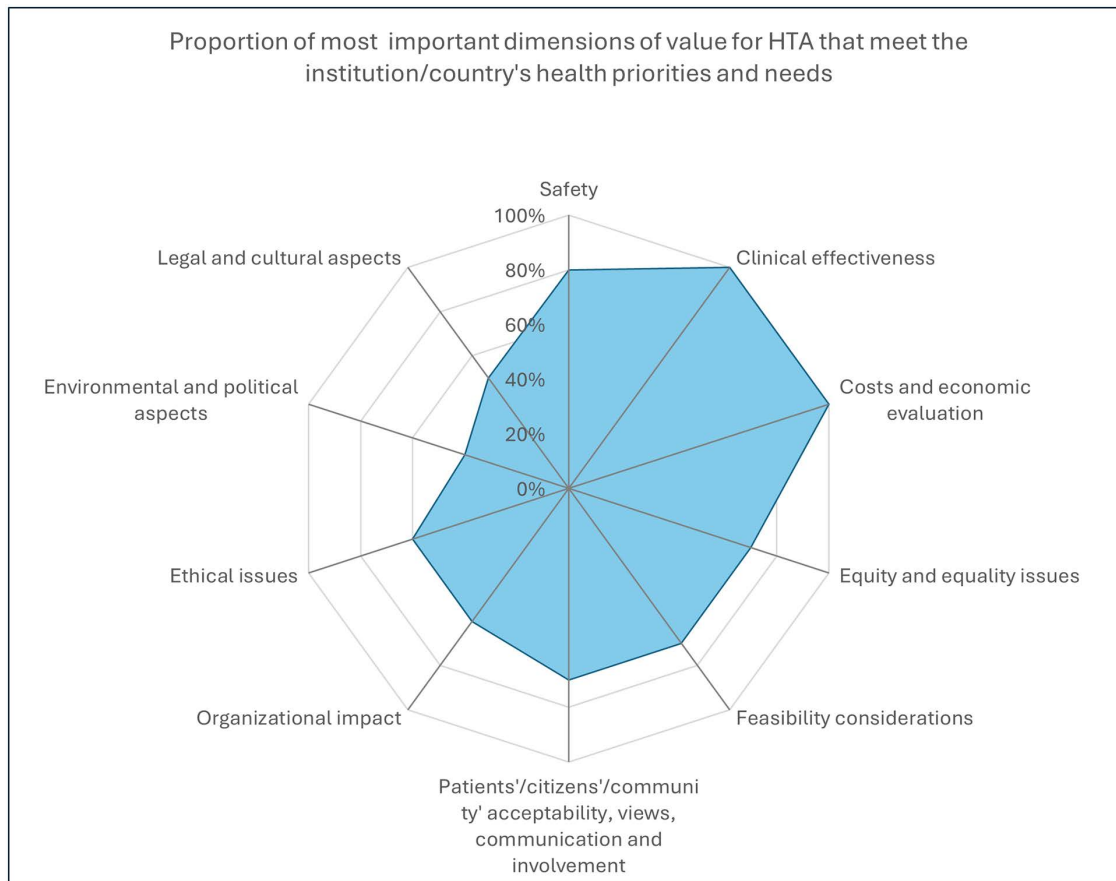 Proportion of most  important dimensions of value for HTA that meet the
institution/country's health priorities and needs
Safety
100%
80%
60%
40%
20%
0%
Clinical effectiveness
Costs and economic
evaluation
Equity and equality issues
Feasibility considerations
Patients'/citizens'/communi
ty' acceptability, views,
communication and
involvement
Organizational impact
Ethical issues
Environmental and political
aspects
Legal and cultural aspects